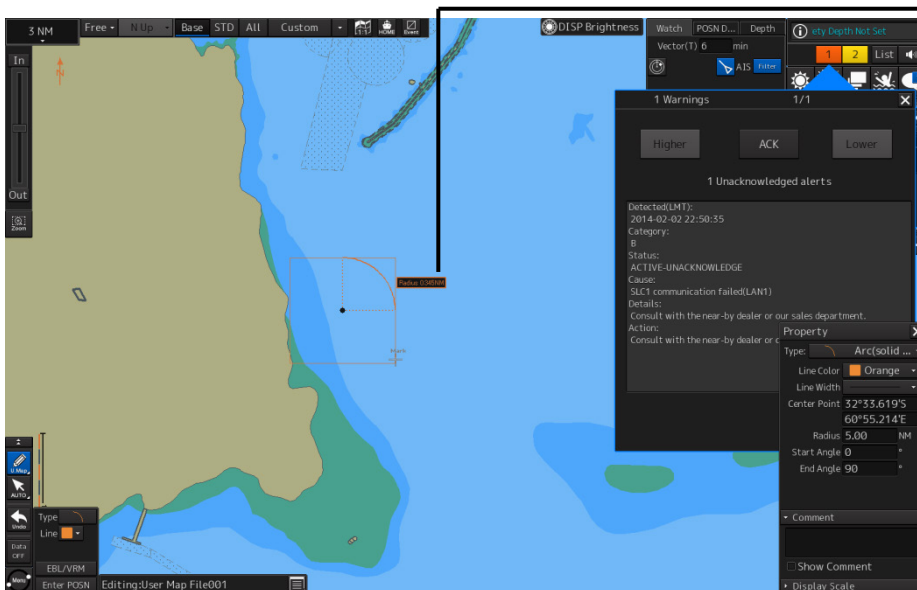 3 NM
Free
N Up
Base
STD
All
Custom
1:1
HOME
Event
DISP Brightness
Watch
POSN D...
Depth
Vector(T) 6 min
AIS
Filter
ety Depth Not Set
1
2
List
In
N
Out
Zoom
1 Warnings
1/1
Higher
ACK
Lower
1 Unacknowledged alerts
Detected(LMT):
2014-02-02 22:50:35
Category:
B
Status:
ACTIVE-UNACKNOWLEDGE
Cause:
SLC1 communication failed(LAN1)
Details:
Consult with the near-by dealer or our sales department.
Action:
Consult with the near-by dealer or o
Radius 0.345NM
Mark
Property
Type: Arc(solid ...
Line Color Orange
Line Width
Center Point 32°33.619'S
60°55.214'E
Radius 5.00 NM
Start Angle 0 °
End Angle 90 °
Comment
Show Comment
Display Scale
U.Map
AUTO
Undo
Data
OFF
Menu
Type
Line
EBL/VRM
Enter POSN
Editing:User Map File001